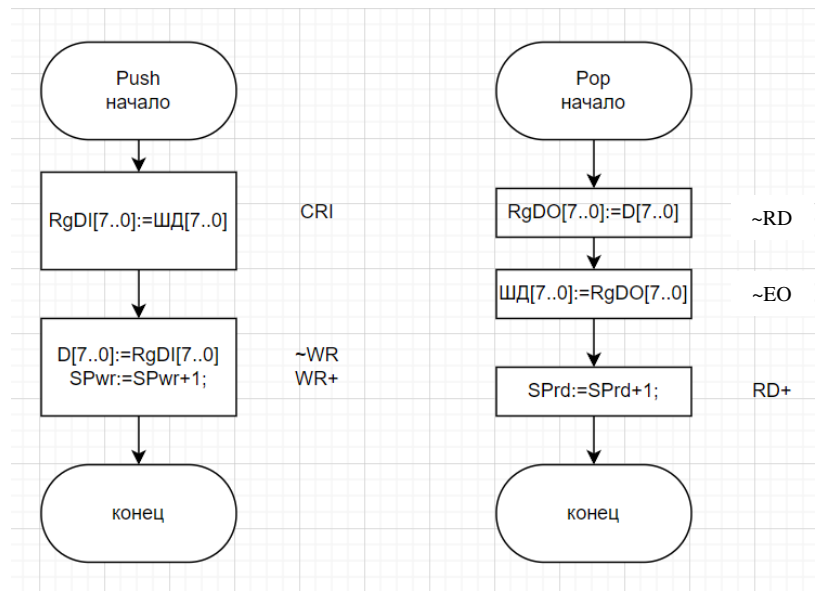 Push
начало
RgDI[7..0]:=ШД[7..0]
CRI
D[7..0]:=RgDI[7..0]
SPwr:=SPwr+1;
~WR
WR+
конец
Pop
начало
RgDO[7..0]:=D[7..0]
~RD
ШД[7..0]:=RgDO[7..0]
~EO
SPrd:=SPrd+1;
RD+
конец